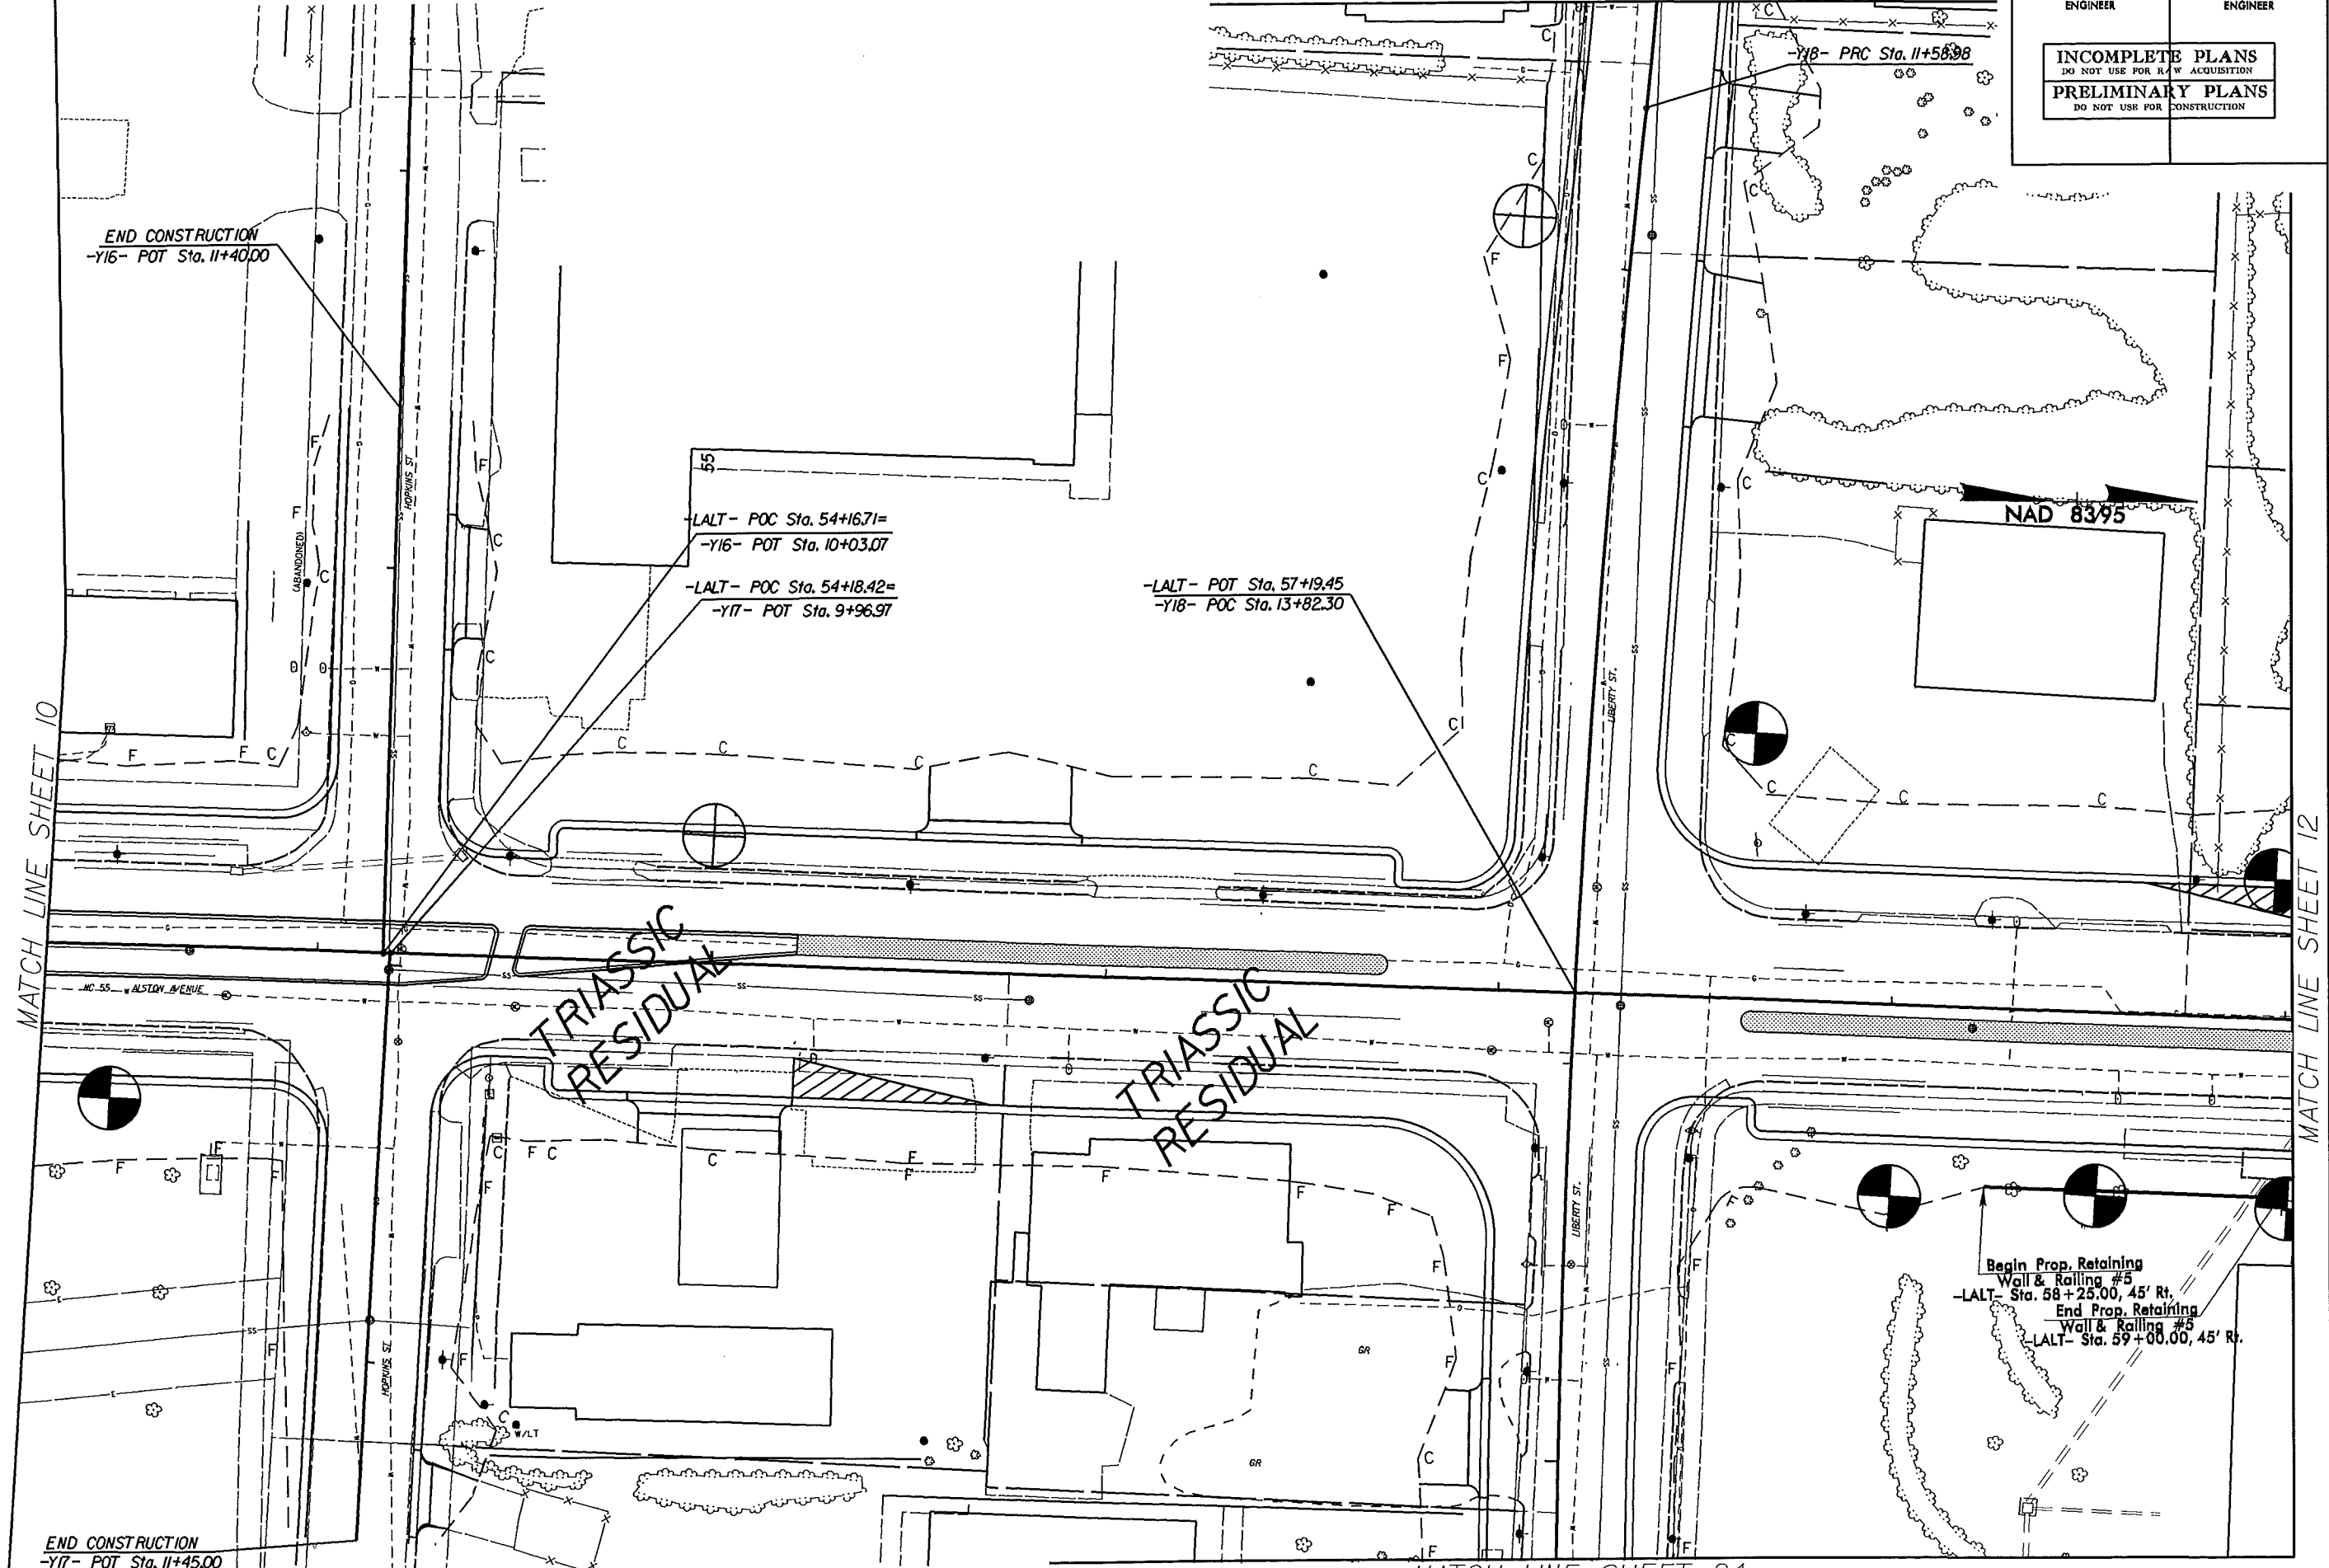 ENGINEER
ENGINEER
INCOMPLETE PLANS
DO NOT USE FOR R/W ACQUISITION
PRELIMINARY PLANS
DO NOT USE FOR CONSTRUCTION
-Y18- PRC Sta. 11+58.98
END CONSTRUCTION
-Y16- POT Sta. 11+40.00
HOPKINS ST
55
-LALT- POC Sta. 54+16.71=
-Y16- POT Sta. 10+03.07
-LALT- POC Sta. 54+18.42=
-Y17- POT Sta. 9+96.97
-LALT- POT Sta. 57+19.45
-Y18- POC Sta. 13+82.30
NAD 83/95
(ABANDONED)
LIBERTY ST.
MATCH LINE SHEET 10
MATCH LINE SHEET 12
NC 55 ALSTON AVENUE
TRIASSIC
RESIDUAL
TRIASSIC
RESIDUAL
LIBERTY ST.
HOPKINS ST
Begin Prop. Retaining
Wall & Railing #5
-LALT- Sta. 58+25.00, 45' Rt.
End Prop. Retaining
Wall & Railing #5
-LALT- Sta. 59+00.00, 45' Rt.
GR
GR
W/LT
END CONSTRUCTION
-Y17- POT Sta. 11+45.00